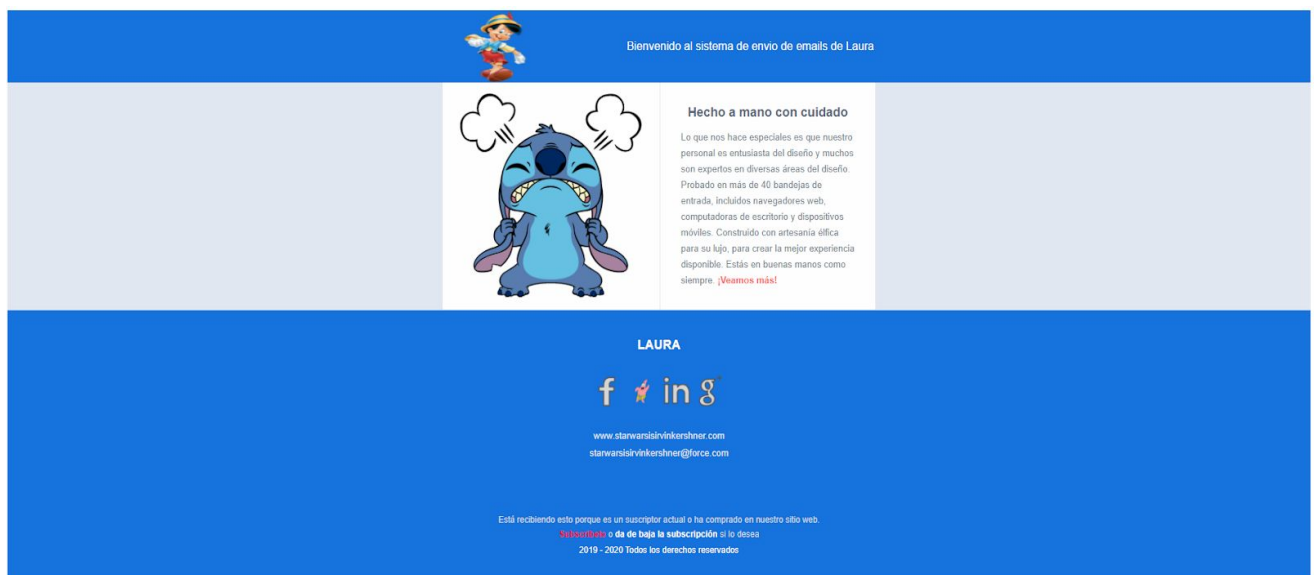 Bienvenido al sistema de envio de emails de Laura
Hecho a mano con cuidado
Lo que nos hace especiales es que nuestro
personal es entusiasta del diseño y muchos
son expertos en diversas áreas del diseño.
Probado en más de 40 bandejas de
entrada, incluidos navegadores web,
computadoras de escritorio y dispositivos
móviles. Construido con artesanía élfica
para su lujo, para crear la mejor experiencia
disponible. Estás en buenas manos como
siempre. ¡Veamos más!
LAURA
f in g
www.starwarsisirvinkershner.com
starwarsisirvinkershner@force.com
Está recibiendo esto porque es un suscriptor actual o ha comprado en nuestro sitio web.
o da de baja la subscripción si lo desea
2019 - 2020 Todos los derechos reservados